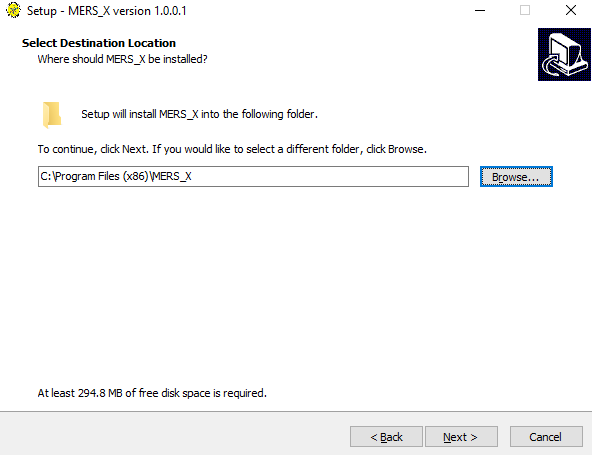 Setup - MERS_X version 1.0.0.1
Select Destination Location
Where should MERS_X be installed?
Setup will install MERS_X into the following folder.
To continue, click Next. If you would like to select a different folder, click Browse.
C:\Program Files (x86)\MERS_X
Browse...
At least 294.8 MB of free disk space is required.
< Back
Next >
Cancel